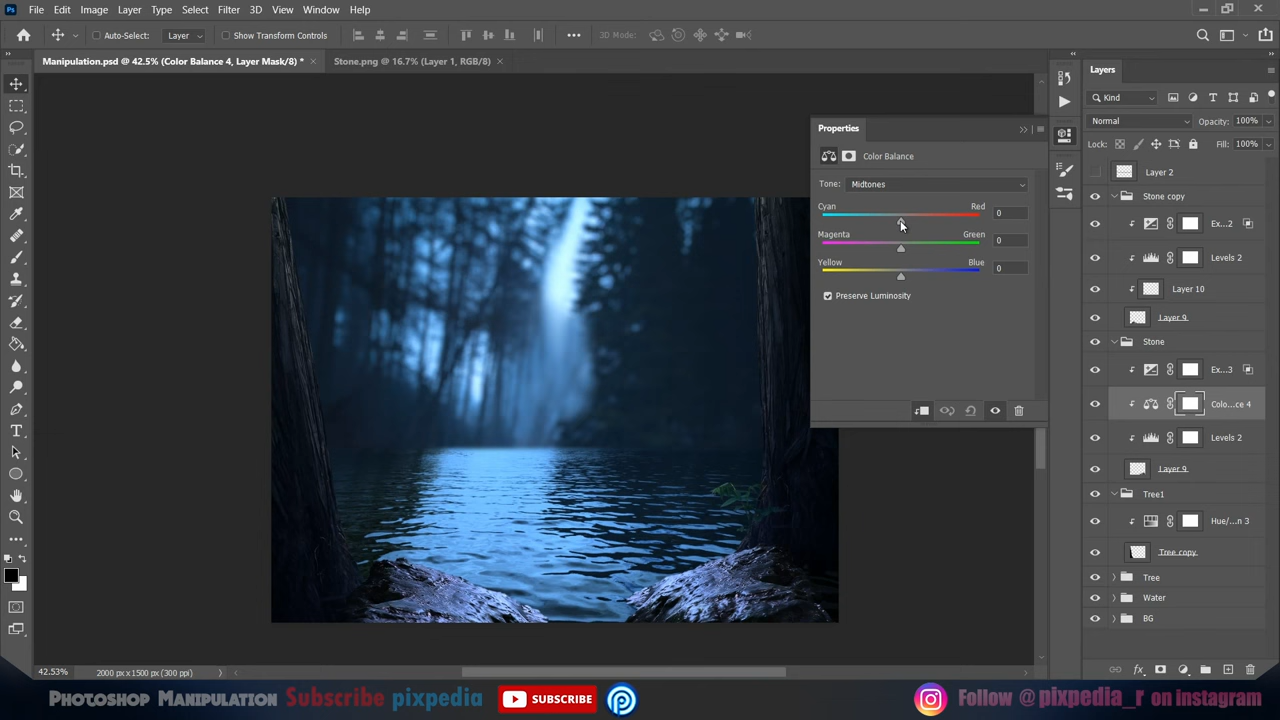 Ps File Edit Image Layer Type Select Filter 3D View Window Help
Auto-Select: Layer Show Transform Controls 3D Mode:
Manipulation.psd @ 42.5% (Color Balance 4, Layer Mask/8) * Stone.png @ 16.7% (Layer 1, RGB/8)
Properties
Color Balance
Tone: Midtones
Cyan Red 0
Magenta Green 0
Yellow Blue 0
Preserve Luminosity
Layers
Kind
Normal Opacity: 100%
Lock: Fill: 100%
Layer 2
Stone copy
Ex...2
Levels 2
Layer 10
Layer 9
Stone
Ex...3
Colo...ce 4
Levels 2
Layer 9
Tree1
Hue/...n 3
Tree copy
Tree
Water
BG
42.53% 2000 px x 1500 px (300 ppi)
Photoshop Manipulation Subscribe pixpedia SUBSCRIBE Follow @pixpedia_r on instagram